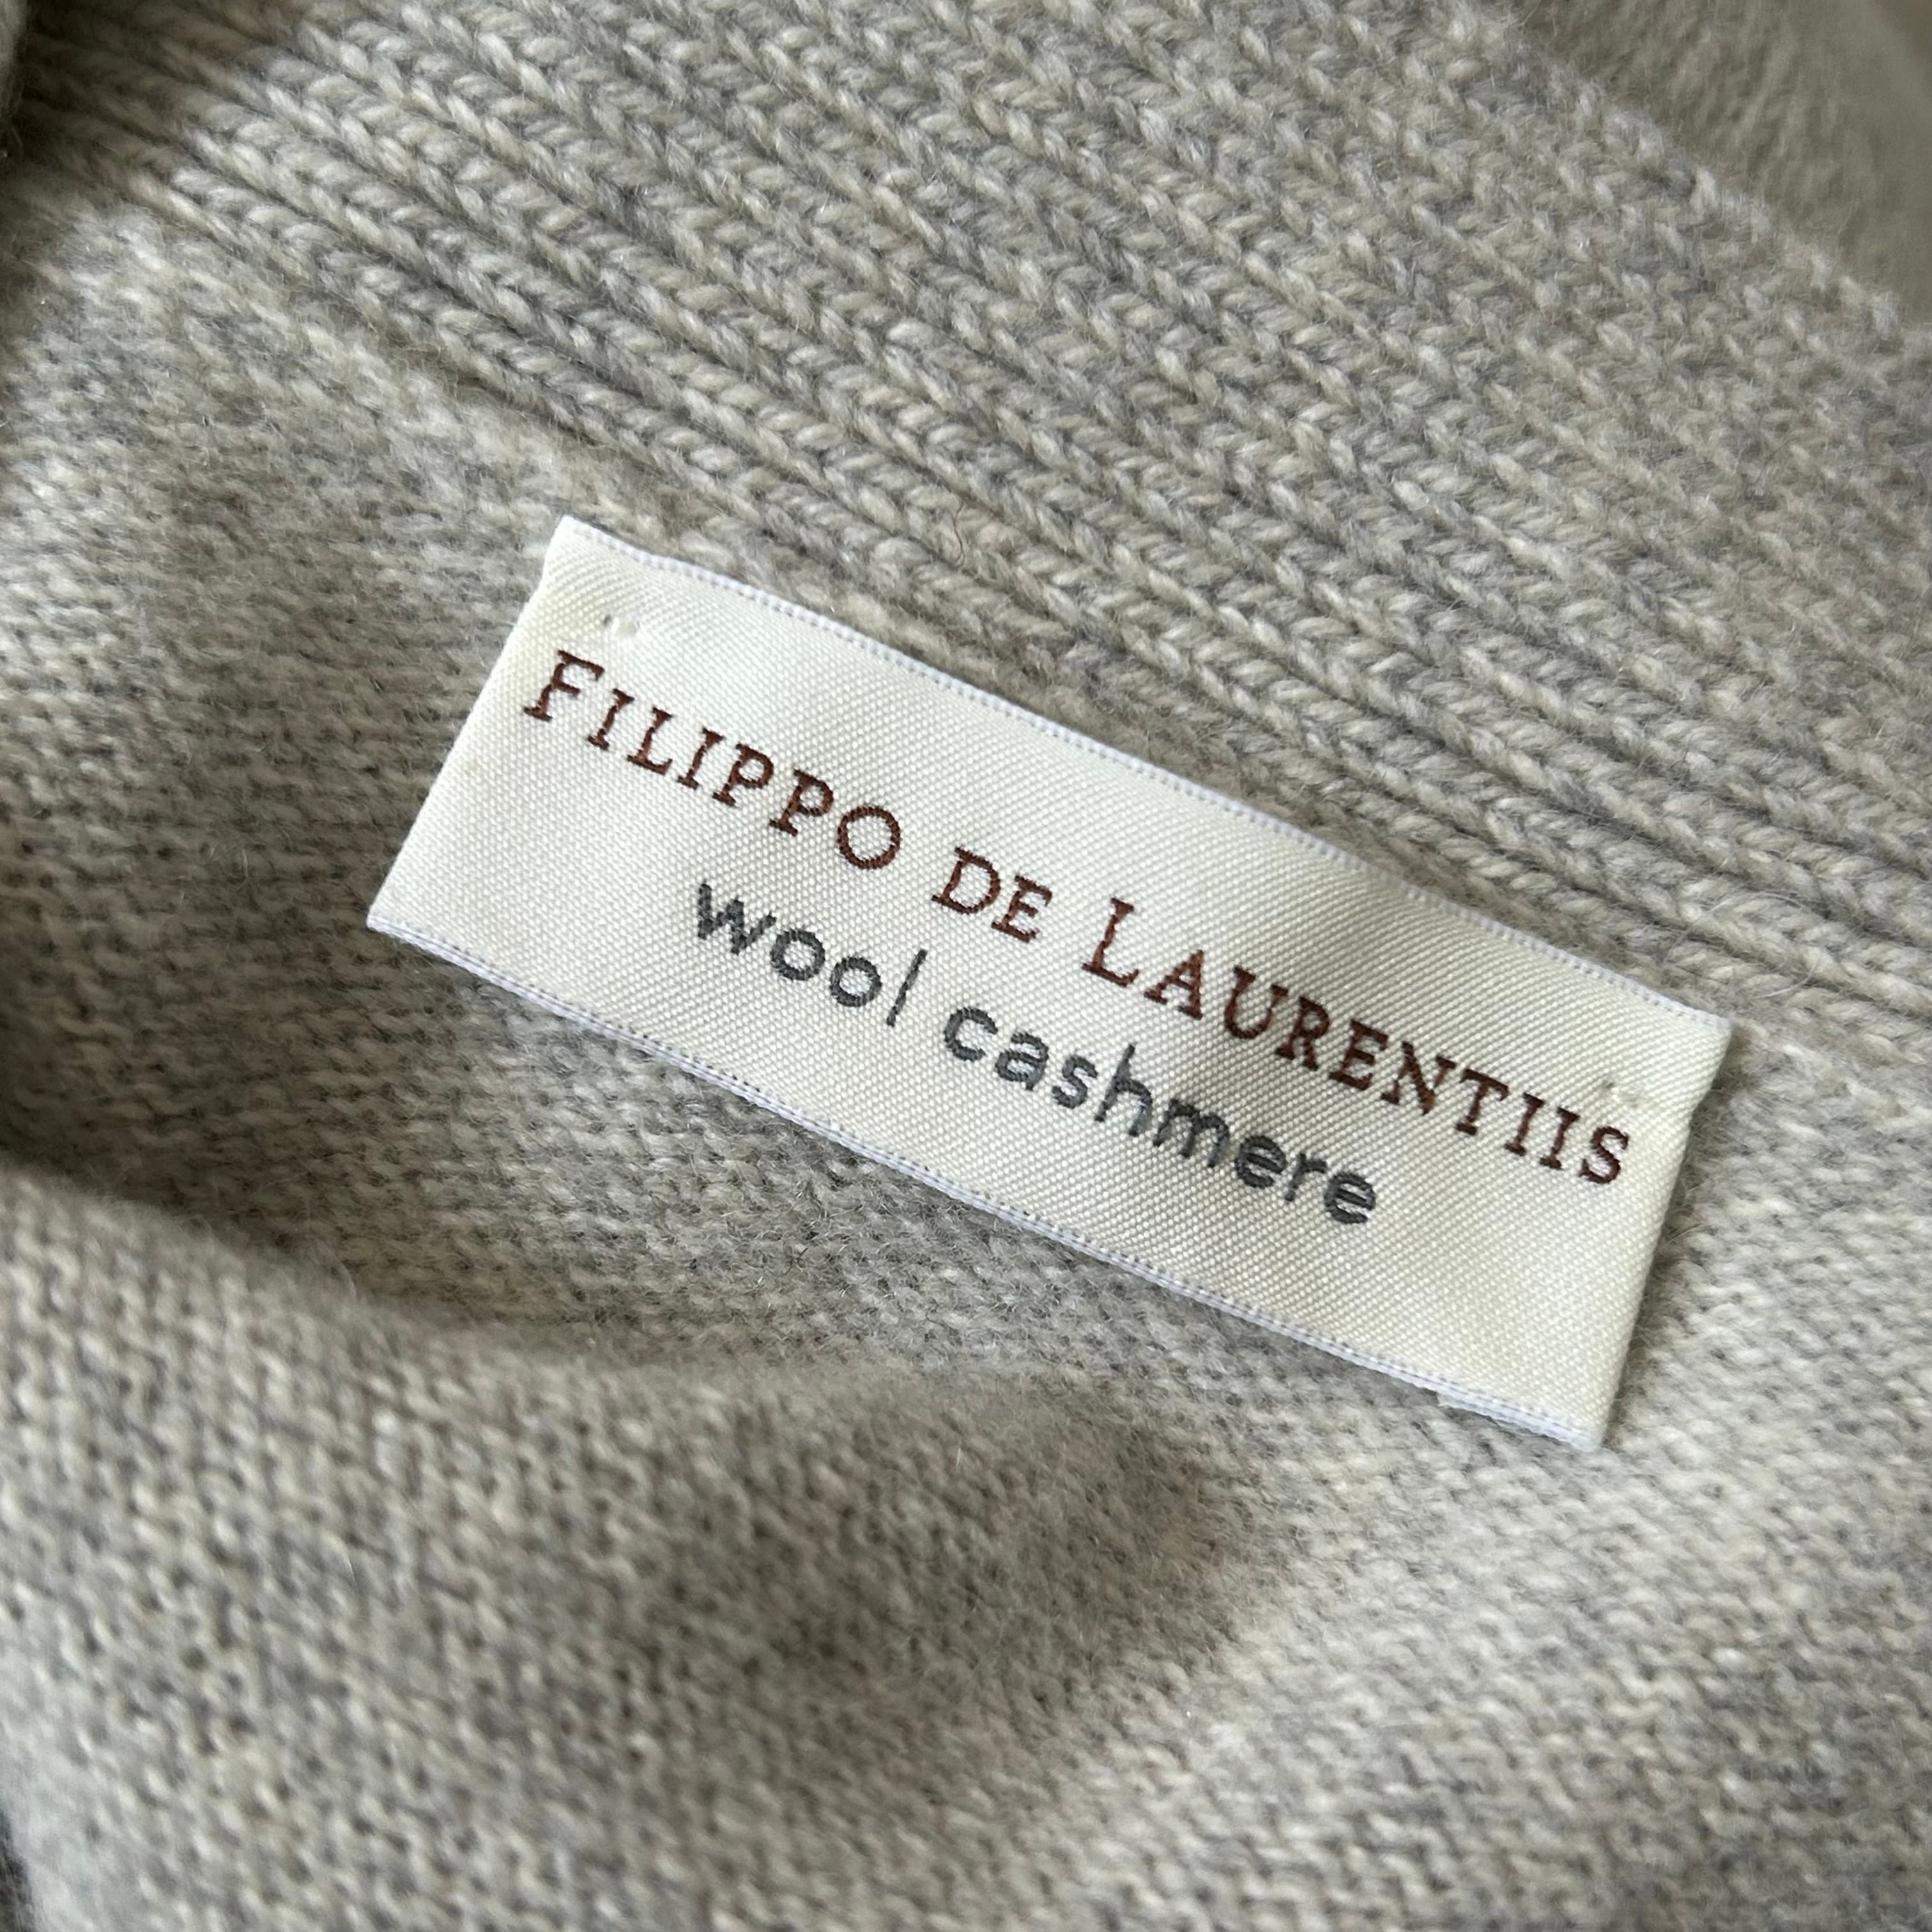 FILIPPO DE LAURENTIIS
wool cashmere